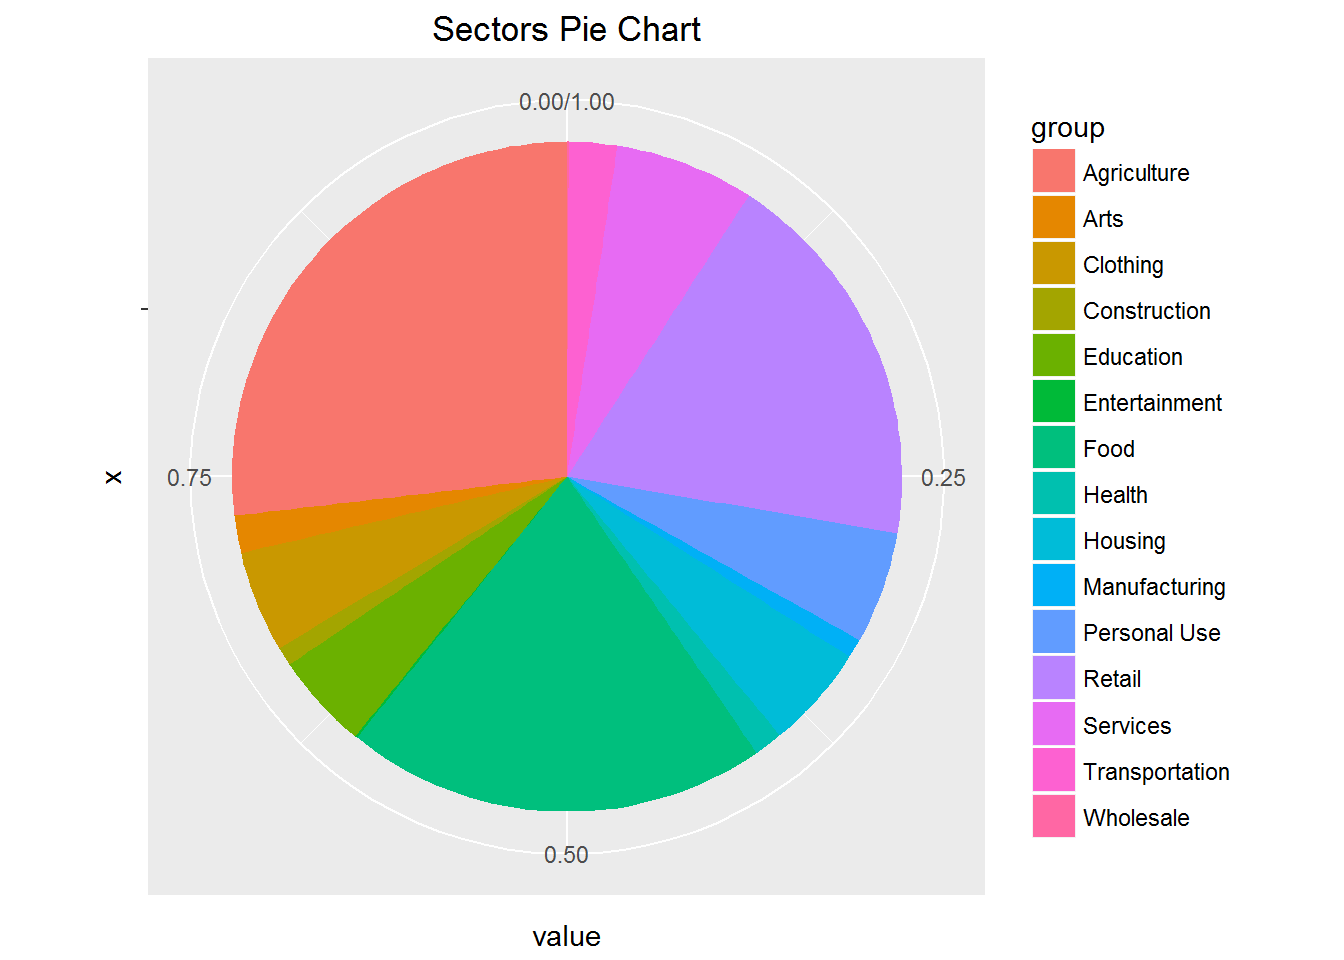 Sectors Pie Chart
0.00/1.00
0.75
0.25
0.50
x
value
group
Agriculture
Arts
Clothing
Construction
Education
Entertainment
Food
Health
Housing
Manufacturing
Personal Use
Retail
Services
Transportation
Wholesale